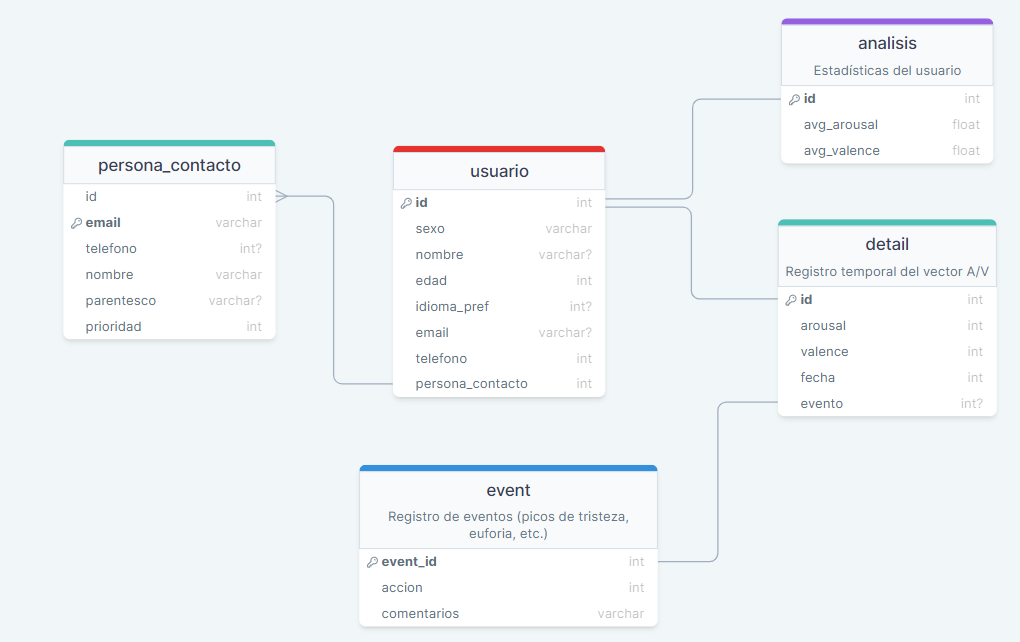 analisis
Estadísticas del usuario
id int
avg_arousal float
avg_valence float
persona_contacto
id int
email varchar
telefono int?
nombre varchar
parentesco varchar?
prioridad int
usuario
id int
sexo varchar
nombre varchar?
edad int
idioma_pref int?
email varchar?
telefono int
persona_contacto int
detail
Registro temporal del vector A/V
id int
arousal int
valence int
fecha int
evento int?
event
Registro de eventos (picos de tristeza,
euforia, etc.)
event_id int
accion int
comentarios varchar